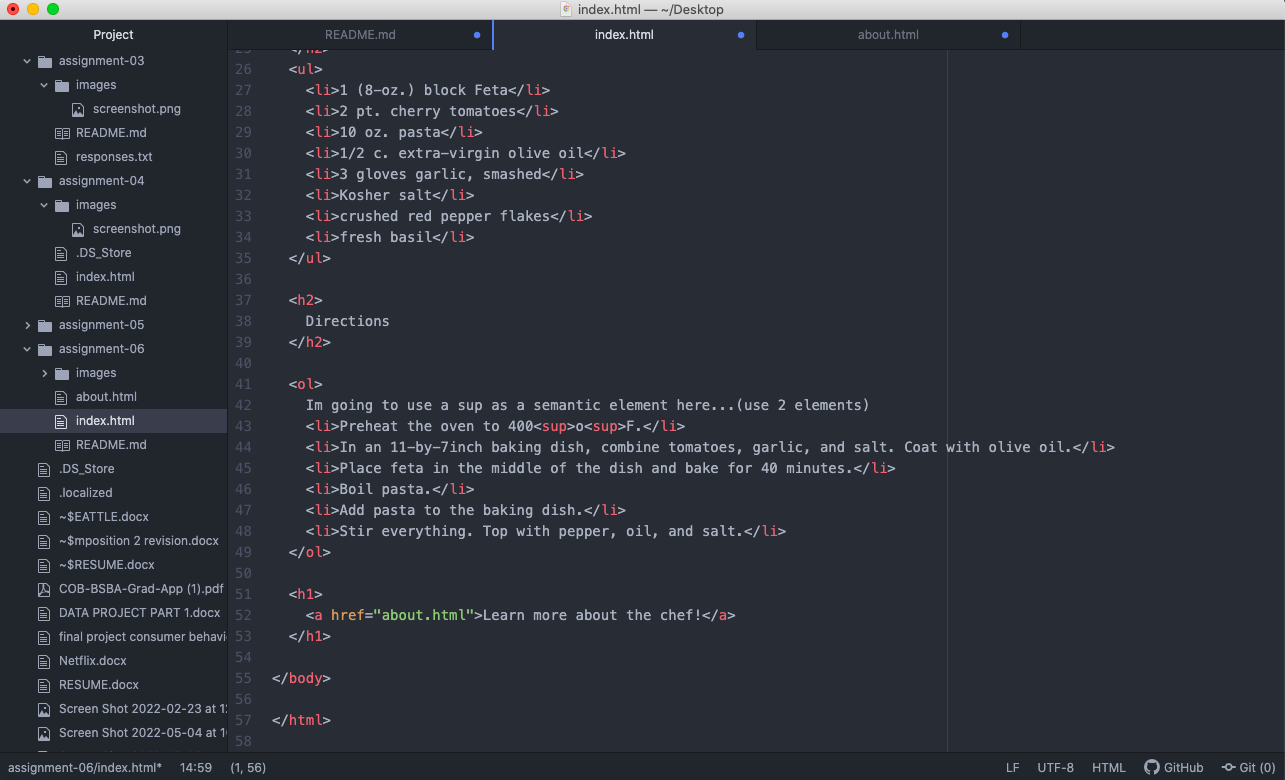 index.html — ~/Desktop
Project
README.md
index.html
about.html
assignment-03
images
screenshot.png
README.md
responses.txt
assignment-04
images
screenshot.png
.DS_Store
index.html
README.md
assignment-05
assignment-06
images
about.html
index.html
README.md
.DS_Store
.localized
~$EATTLE.docx
~$mposition 2 revision.docx
~$RESUME.docx
COB-BSBA-Grad-App (1).pdf
DATA PROJECT PART 1.docx
final project consumer behavi
Netflix.docx
RESUME.docx
Screen Shot 2022-02-23 at 12
Screen Shot 2022-05-04 at 1
25 </h2>
26 <ul>
27 <li>1 (8-oz.) block Feta</li>
28 <li>2 pt. cherry tomatoes</li>
29 <li>10 oz. pasta</li>
30 <li>1/2 c. extra-virgin olive oil</li>
31 <li>3 gloves garlic, smashed</li>
32 <li>Kosher salt</li>
33 <li>crushed red pepper flakes</li>
34 <li>fresh basil</li>
35 </ul>
36
37 <h2>
38 Directions
39 </h2>
40
41 <ol>
42 Im going to use a sup as a semantic element here...(use 2 elements)
43 <li>Preheat the oven to 400<sup>o<sup>F.</li>
44 <li>In an 11-by-7inch baking dish, combine tomatoes, garlic, and salt. Coat with olive oil.</li>
45 <li>Place feta in the middle of the dish and bake for 40 minutes.</li>
46 <li>Boil pasta.</li>
47 <li>Add pasta to the baking dish.</li>
48 <li>Stir everything. Top with pepper, oil, and salt.</li>
49 </ol>
50
51 <h1>
52 <a href="about.html">Learn more about the chef!</a>
53 </h1>
54
55 </body>
56
57 </html>
58
assignment-06/index.html* 14:59 (1, 56) LF UTF-8 HTML GitHub Git (0)